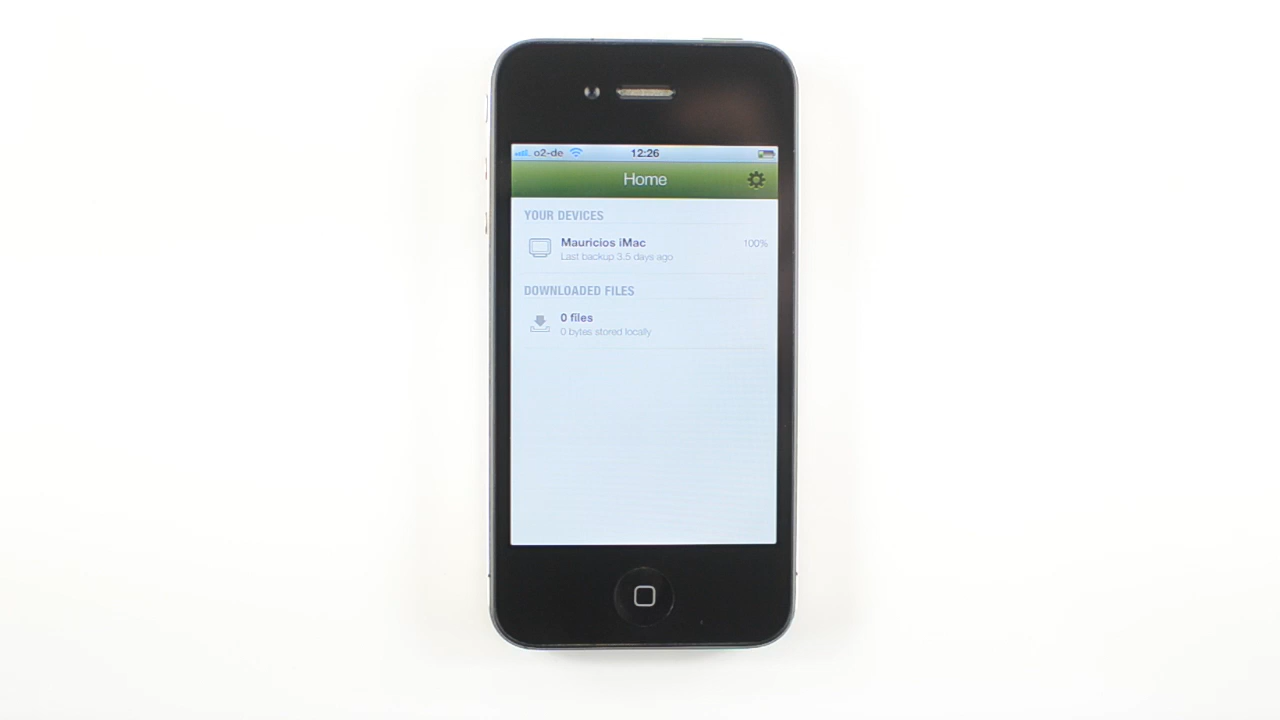 o2-de 12:26
Home
YOUR DEVICES
Mauricios iMac 100%
Last backup 3.5 days ago
DOWNLOADED FILES
0 files
0 bytes stored locally